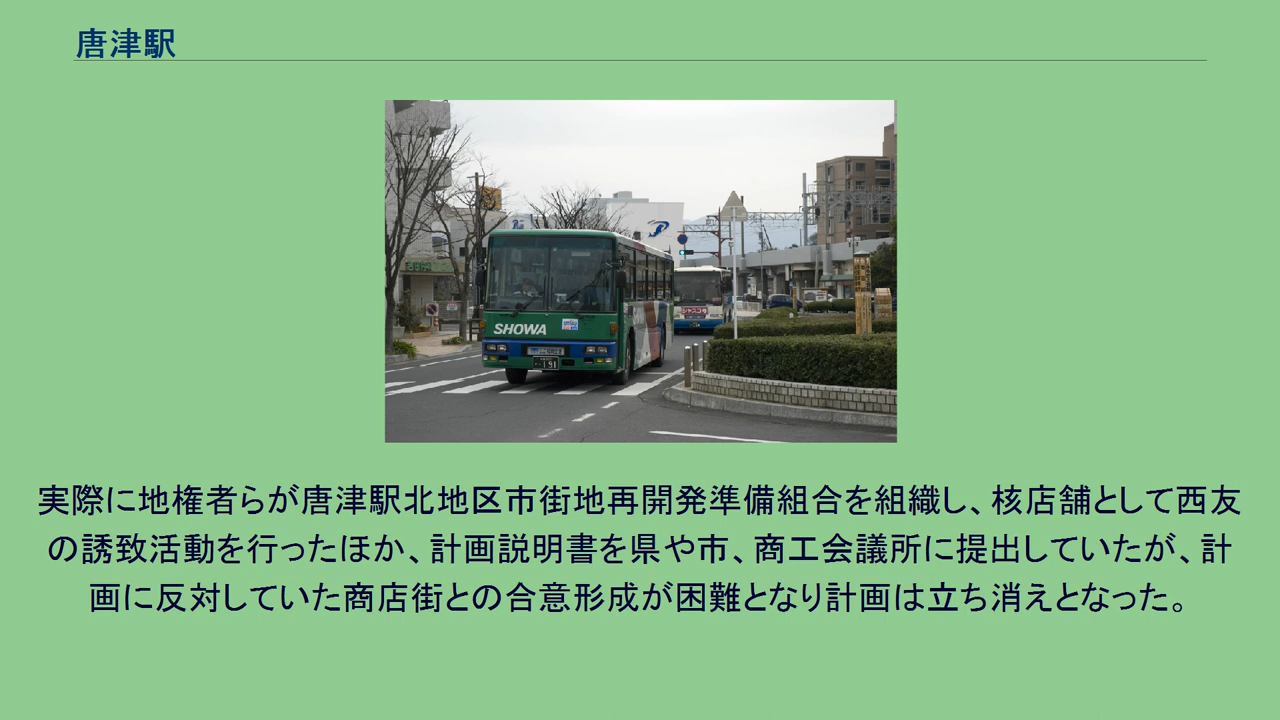 唐津駅
SHOWA
191
ジャスコ
実際に地権者らが唐津駅北地区市街地再開発準備組合を組織し、核店舗として西友
の誘致活動を行ったほか、計画説明書を県や市、商工会議所に提出していたが、計
画に反対していた商店街との合意形成が困難となり計画は立ち消えとなった。